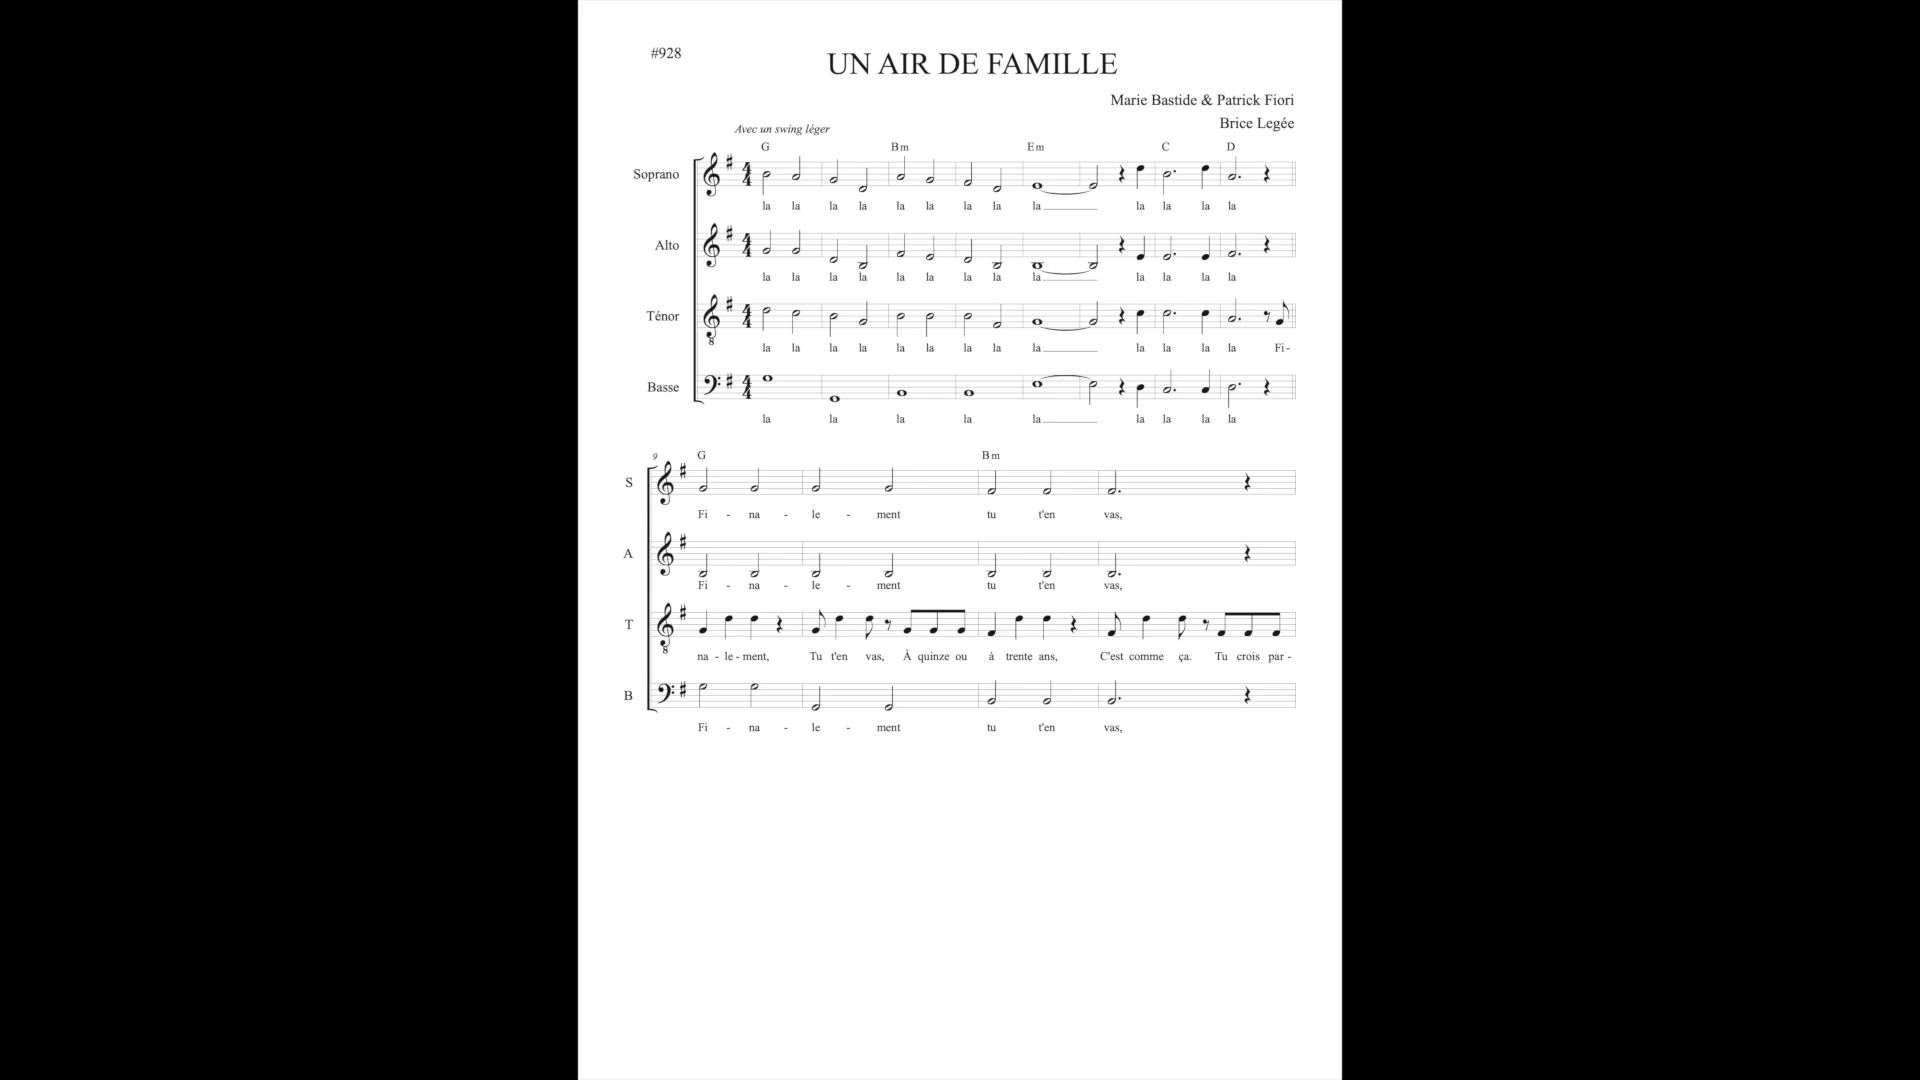 #928
UN AIR DE FAMILLE
Marie Bastide & Patrick Fiori
Brice Legée
Avec un swing léger
G Bm Em C D
Soprano
la la la la la la la la la la la la la
Alto
la la la la la la la la la la la la la
Ténor
la la la la la la la la la la la la la Fi-
8
Basse
la la la la la la la la la
9 G Bm
S
Fi - na - le - ment tu t'en vas,
A
Fi - na - le - ment tu t'en vas,
T
8
na - le - ment, Tu t'en vas, À quinze ou à trente ans, C'est comme ça. Tu crois par -
B
Fi - na - le - ment tu t'en vas,